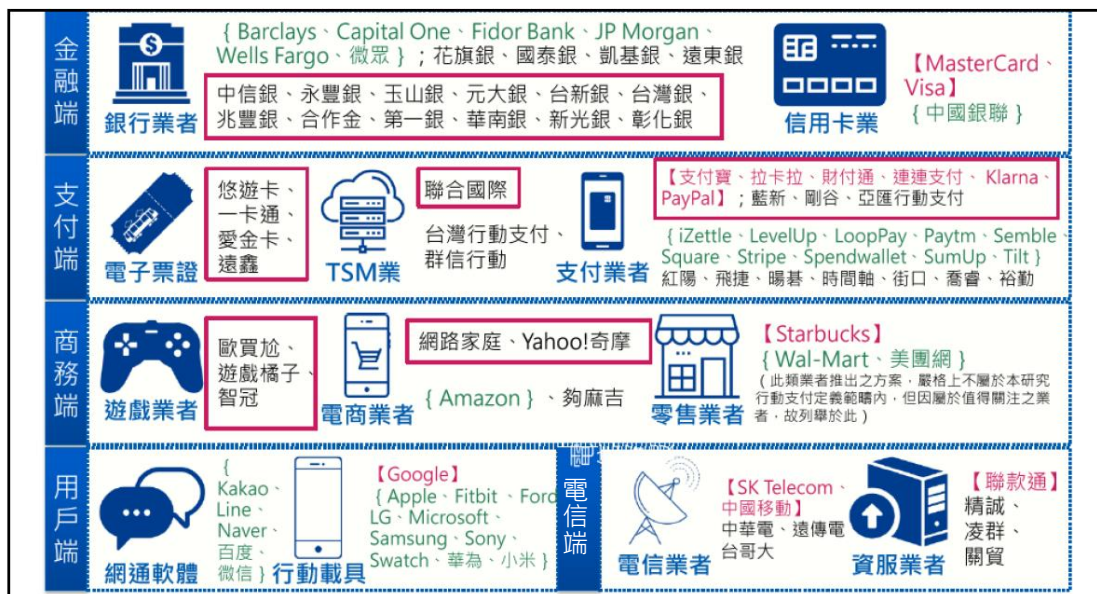 金融端
{ Barclays、Capital One、Fidor Bank、JP Morgan、
Wells Fargo、微眾 } ；花旗銀、國泰銀、凱基銀、遠東銀
中信銀、永豐銀、玉山銀、元大銀、台新銀、台灣銀、
兆豐銀、合作金、第一銀、華南銀、新光銀、彰化銀
銀行業者
【MasterCard、
Visa】
{ 中國銀聯 }
信用卡業
支付端
悠遊卡、
一卡通、
愛金卡、
遠鑫
電子票證
聯合國際
台灣行動支付、
群信行動
TSM業
【支付寶、拉卡拉、財付通、連連支付、Klarna、
PayPal】；藍新、剛谷、亞匯行動支付
{ iZettle、LevelUp、LoopPay、Paytm、Semble、
Square、Stripe、Spendwallet、SumUp、Tilt }
紅陽、飛捷、暘碁、時間軸、街口、喬睿、裕勤
支付業者
商務端
歐買尬、
遊戲橘子、
智冠
遊戲業者
網路家庭、Yahoo!奇摩
{ Amazon } 、夠麻吉
電商業者
【Starbucks】
{ Wal-Mart、美團網 }
（此類業者推出之方案，嚴格上不屬於本研究
行動支付定義範疇內，但因屬於值得關注之業
者，故列舉於此）
零售業者
用戶端
{
Kakao、
Line、
Naver、
百度、
微信 }
網通軟體
【Google】
{ Apple、Fitbit、Ford
LG、Microsoft、
Samsung、Sony、
Swatch、華為、小米 }
行動載具
電信端
【SK Telecom、
中國移動】
中華電、遠傳電
台哥大
電信業者
【聯款通】
精誠、
凌群、
關貿
資服業者